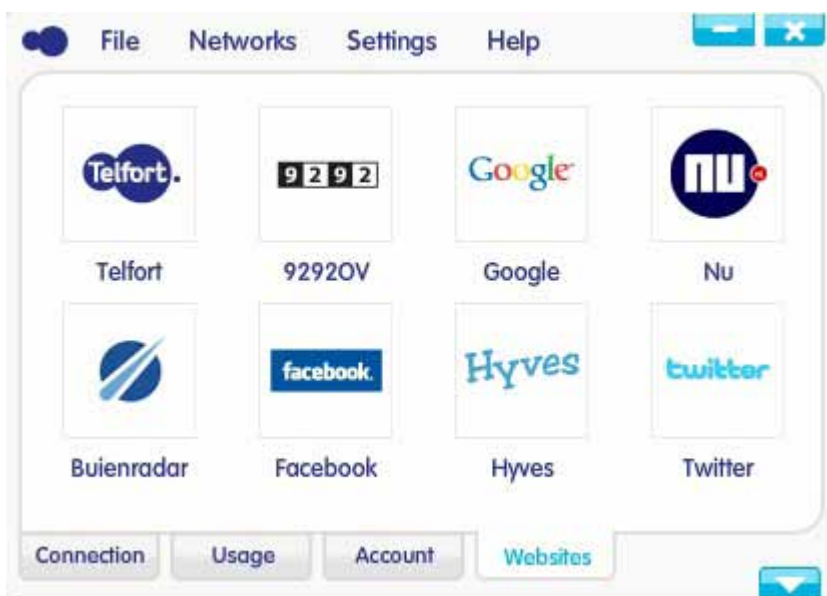 File Networks Settings Help
Telfort. 9292 Google nu
Telfort 9292OV Google Nu
facebook. Hyves twitter
Buienradar Facebook Hyves Twitter
Connection Usage Account Websites